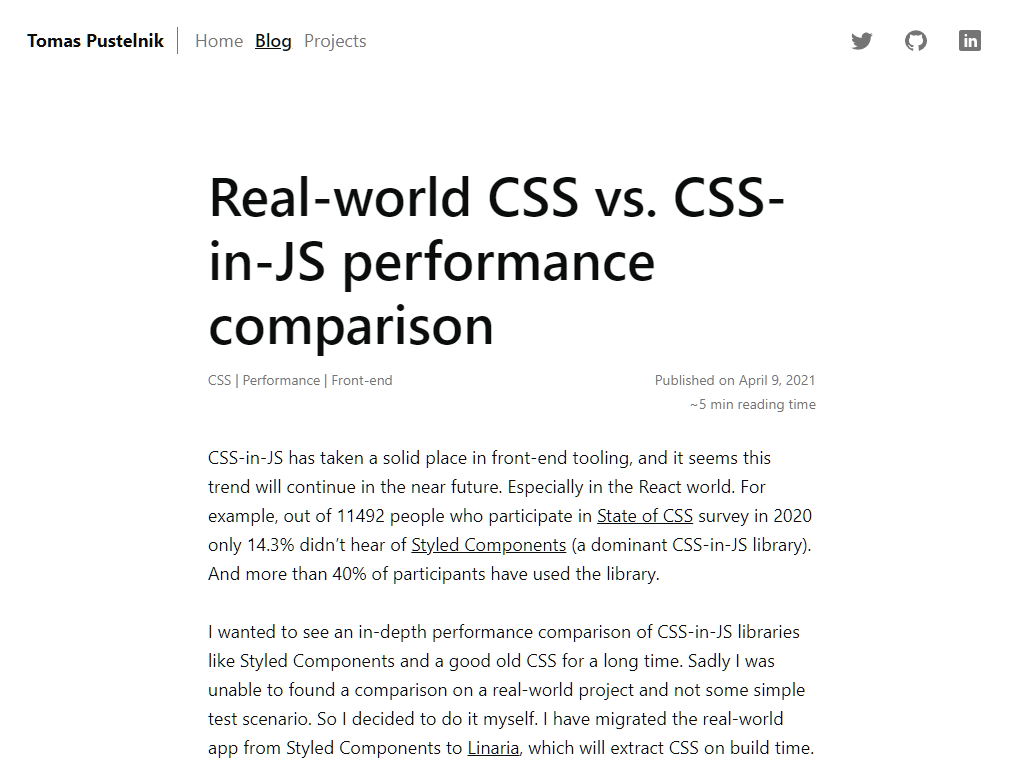 Tomas Pustelnik Home Blog Projects
Real-world CSS vs. CSS-
in-JS performance
comparison
CSS | Performance | Front-end
Published on April 9, 2021
~5 min reading time
CSS-in-JS has taken a solid place in front-end tooling, and it seems this
trend will continue in the near future. Especially in the React world. For
example, out of 11492 people who participate in State of CSS survey in 2020
only 14.3% didn't hear of Styled Components (a dominant CSS-in-JS library).
And more than 40% of participants have used the library.
I wanted to see an in-depth performance comparison of CSS-in-JS libraries
like Styled Components and a good old CSS for a long time. Sadly I was
unable to found a comparison on a real-world project and not some simple
test scenario. So I decided to do it myself. I have migrated the real-world
app from Styled Components to Linaria, which will extract CSS on build time.